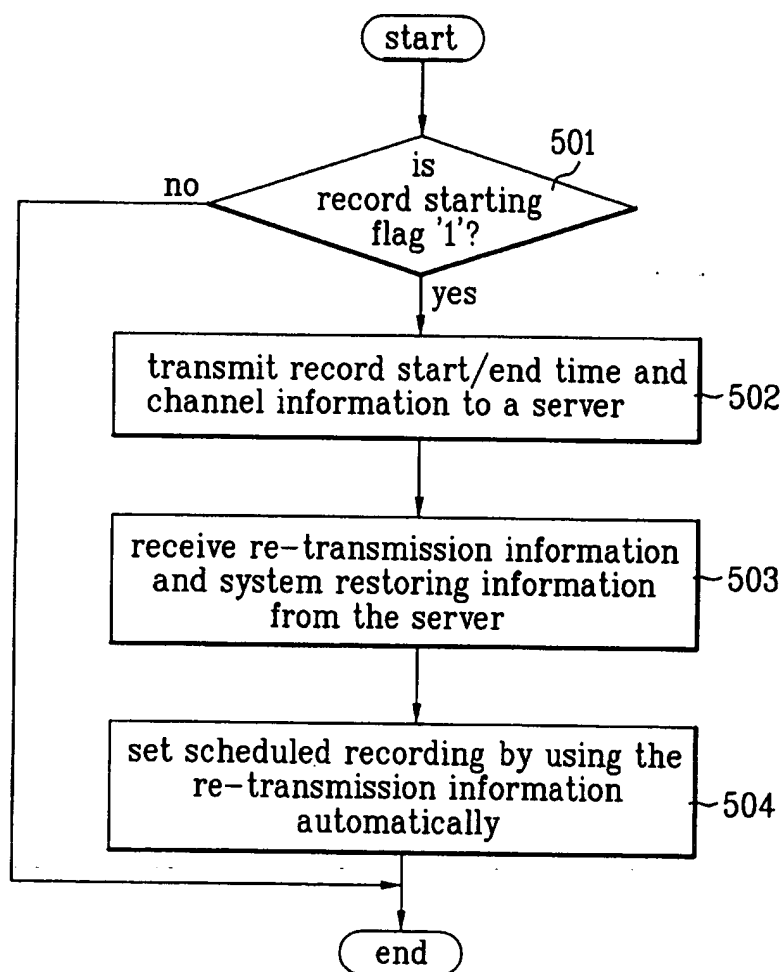 start
501
is
record starting
flag '1'?
no
yes
transmit record start/end time and
channel information to a server
502
receive re-transmission information
and system restoring information
from the server
503
set scheduled recording by using the
re-transmission information
automatically
504
end